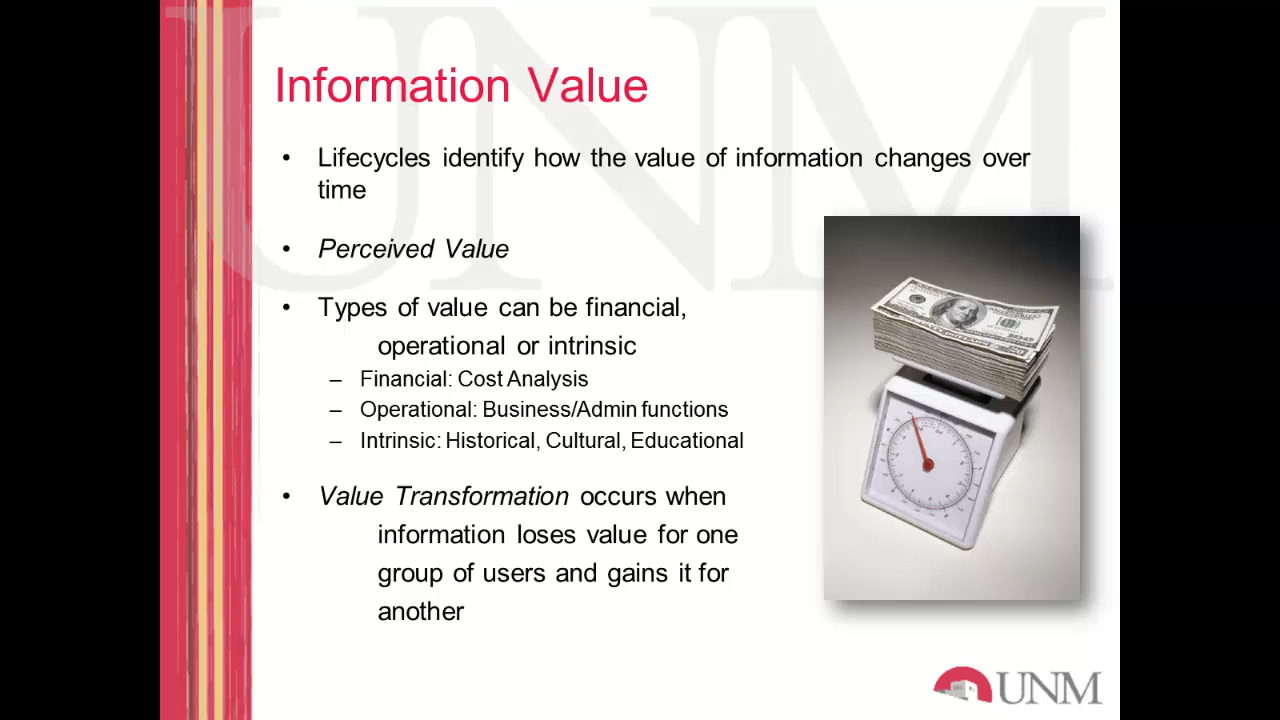 Information Value
• Lifecycles identify how the value of information changes over
time
• Perceived Value
• Types of value can be financial,
operational or intrinsic
– Financial: Cost Analysis
– Operational: Business/Admin functions
– Intrinsic: Historical, Cultural, Educational
• Value Transformation occurs when
information loses value for one
group of users and gains it for
another
UNM
UNM